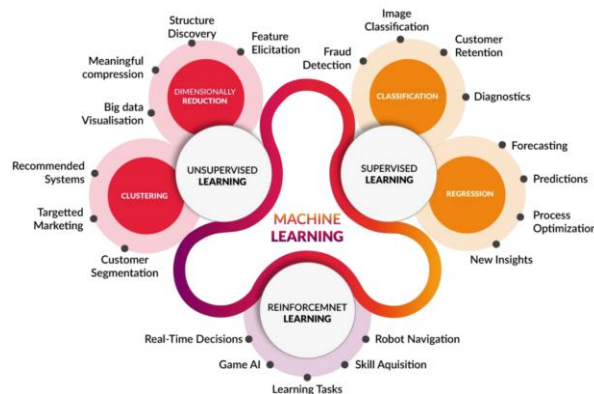 Structure
Discovery
Feature
Elicitation
Meaningful
compression
Big data
Visualisation
DIMENSIONALLY
REDUCTION
Recommended
Systems
Targetted
Marketing
Customer
Segmentation
CLUSTERING
UNSUPERVISED
LEARNING
Image
Classification
Customer
Retention
Fraud
Detection
Diagnostics
CLASSIFICATION
SUPERVISED
LEARNING
Forecasting
Predictions
Process
Optimization
New Insights
REGRESSION
MACHINE
LEARNING
REINFORCEMNET
LEARNING
Real-Time Decisions
Robot Navigation
Game AI
Skill Aquisition
Learning Tasks